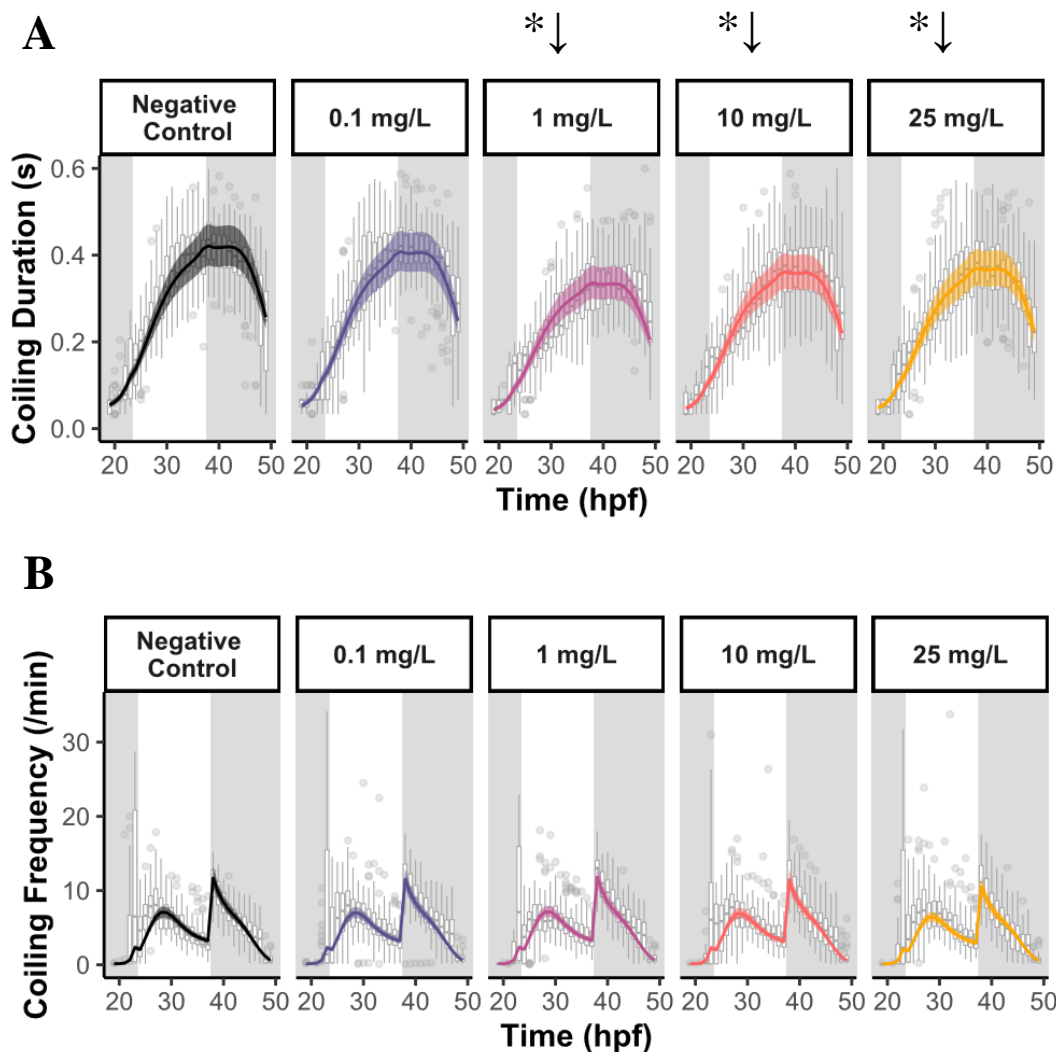 A
* ↓ * ↓ * ↓
Negative Control 0.1 mg/L 1 mg/L 10 mg/L 25 mg/L
Coiling Duration (s)
0.6
0.4
0.2
0.0
20 30 40 50 20 30 40 50 20 30 40 50 20 30 40 50 20 30 40 50
Time (hpf)
B
Negative Control 0.1 mg/L 1 mg/L 10 mg/L 25 mg/L
Coiling Frequency (/min)
30
20
10
0
20 30 40 50 20 30 40 50 20 30 40 50 20 30 40 50 20 30 40 50
Time (hpf)